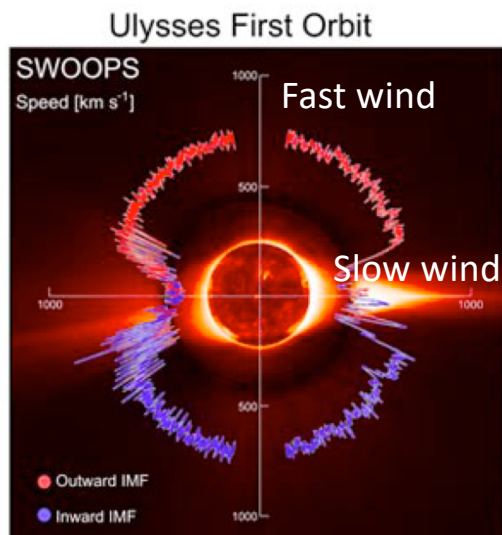 Ulysses First Orbit
SWOOPS
Speed [km s⁻¹]
1000
Fast wind
500
Slow wind
1000
1000
500
Outward IMF
Inward IMF
1000